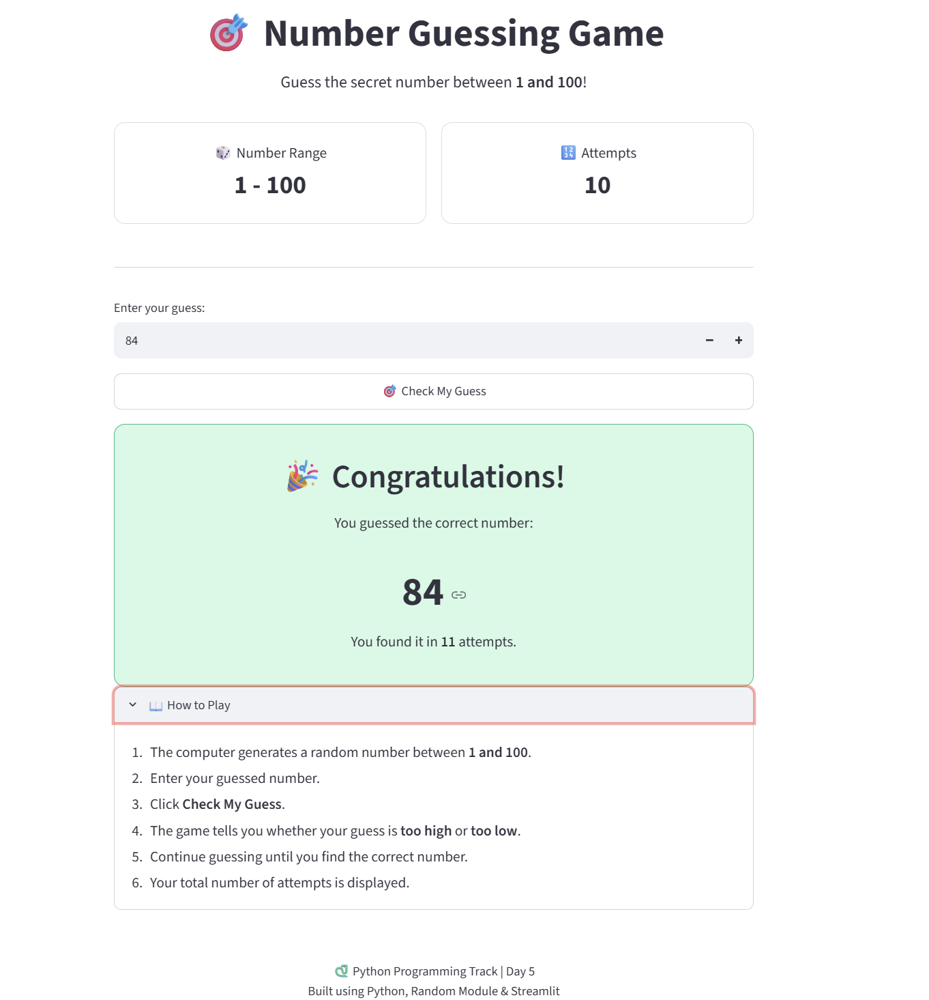 🎯 Number Guessing Game
Guess the secret number between 1 and 100!
🎲 Number Range
1 - 100
🔢 Attempts
10
Enter your guess:
84
− +
🎯 Check My Guess
🎉 Congratulations!
You guessed the correct number:
84
You found it in 11 attempts.
📖 How to Play
1. The computer generates a random number between 1 and 100.
2. Enter your guessed number.
3. Click Check My Guess.
4. The game tells you whether your guess is too high or too low.
5. Continue guessing until you find the correct number.
6. Your total number of attempts is displayed.
🐍 Python Programming Track | Day 5
Built using Python, Random Module & Streamlit